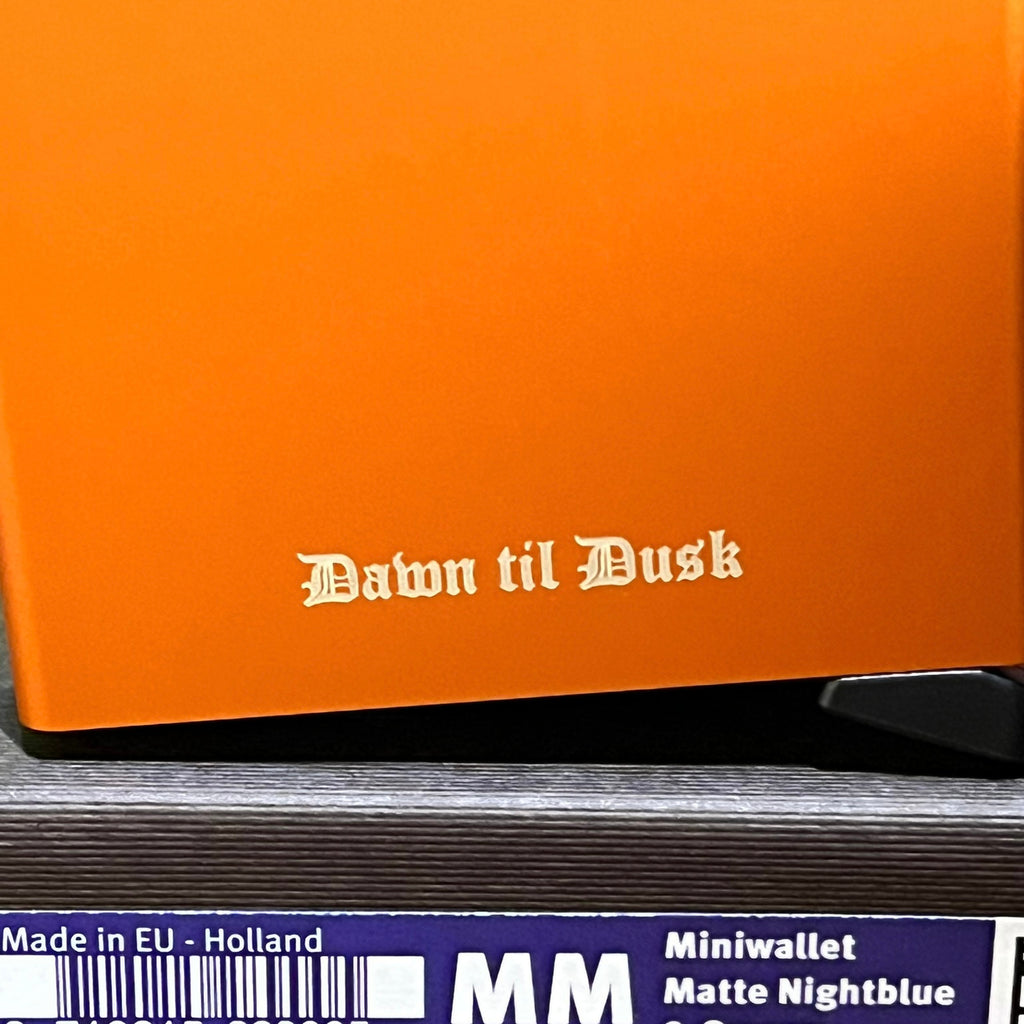 Dawn til Dusk
Made in EU - Holland
MM
Miniwallet
Matte Nightblue